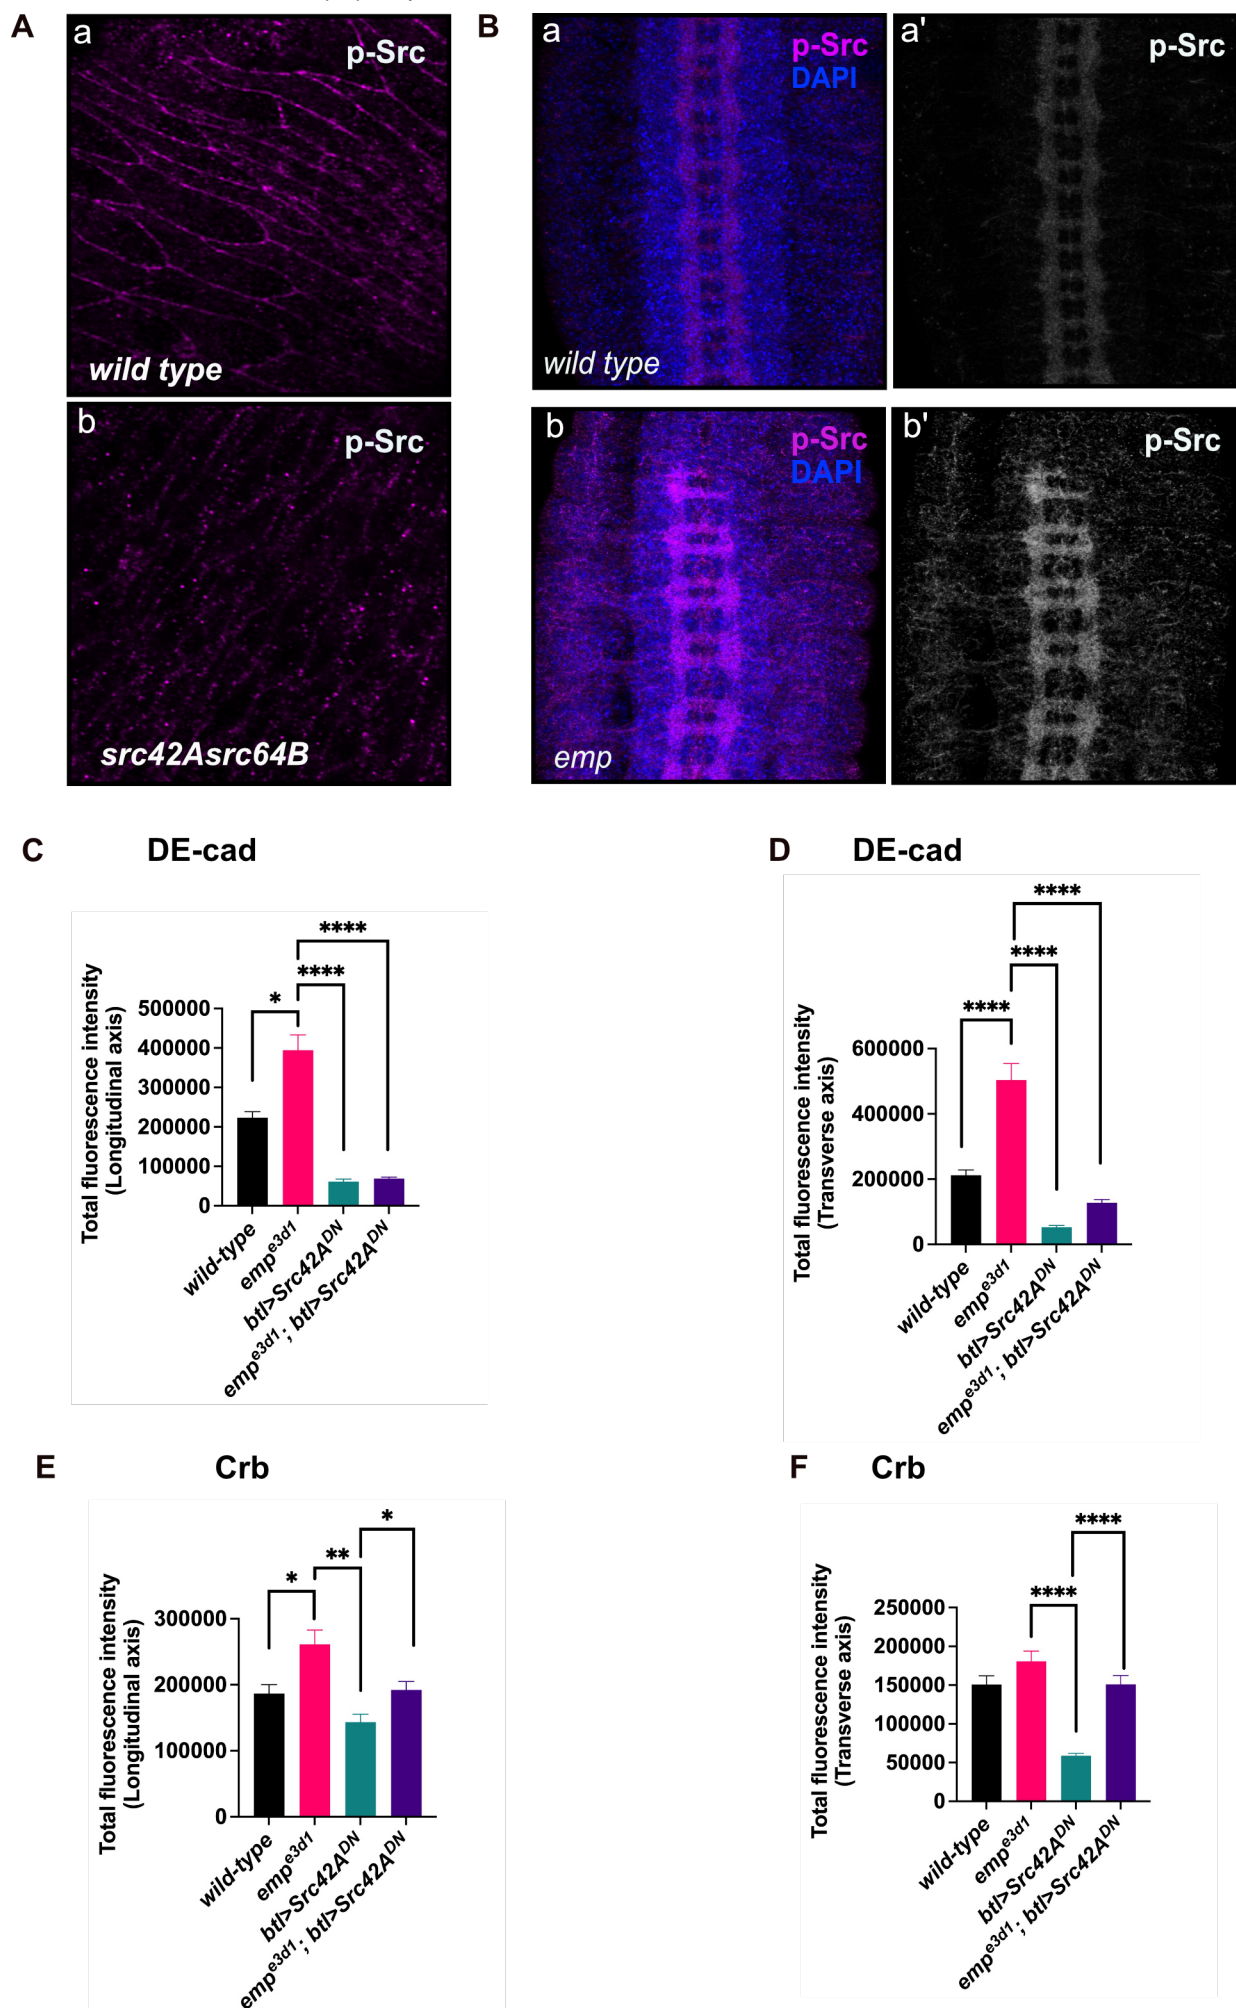 A
a
p-Src
wild type
b
p-Src
src42Asrc64B
B
a
p-Src
DAPI
wild type
a'
p-Src
b
p-Src
DAPI
emp
b'
p-Src
C
DE-cad
Total fluorescence intensity
(Longitudinal axis)
500000
400000
300000
200000
100000
0
*
****
****
wild-type
emp^e3d1
btl>Src42A^DN
emp^e3d1; btl>Src42A^DN
D
DE-cad
Total fluorescence intensity
(Transverse axis)
600000
400000
200000
0
****
****
****
wild-type
emp^e3d1
btl>Src42A^DN
emp^e3d1; btl>Src42A^DN
E
Crb
Total fluorescence intensity
(Longitudinal axis)
300000
200000
100000
0
*
**
*
wild-type
emp^e3d1
btl>Src42A^DN
emp^e3d1; btl>Src42A^DN
F
Crb
Total fluorescence intensity
(Transverse axis)
250000
200000
150000
100000
50000
0
****
****
wild-type
emp^e3d1
btl>Src42A^DN
emp^e3d1; btl>Src42A^DN